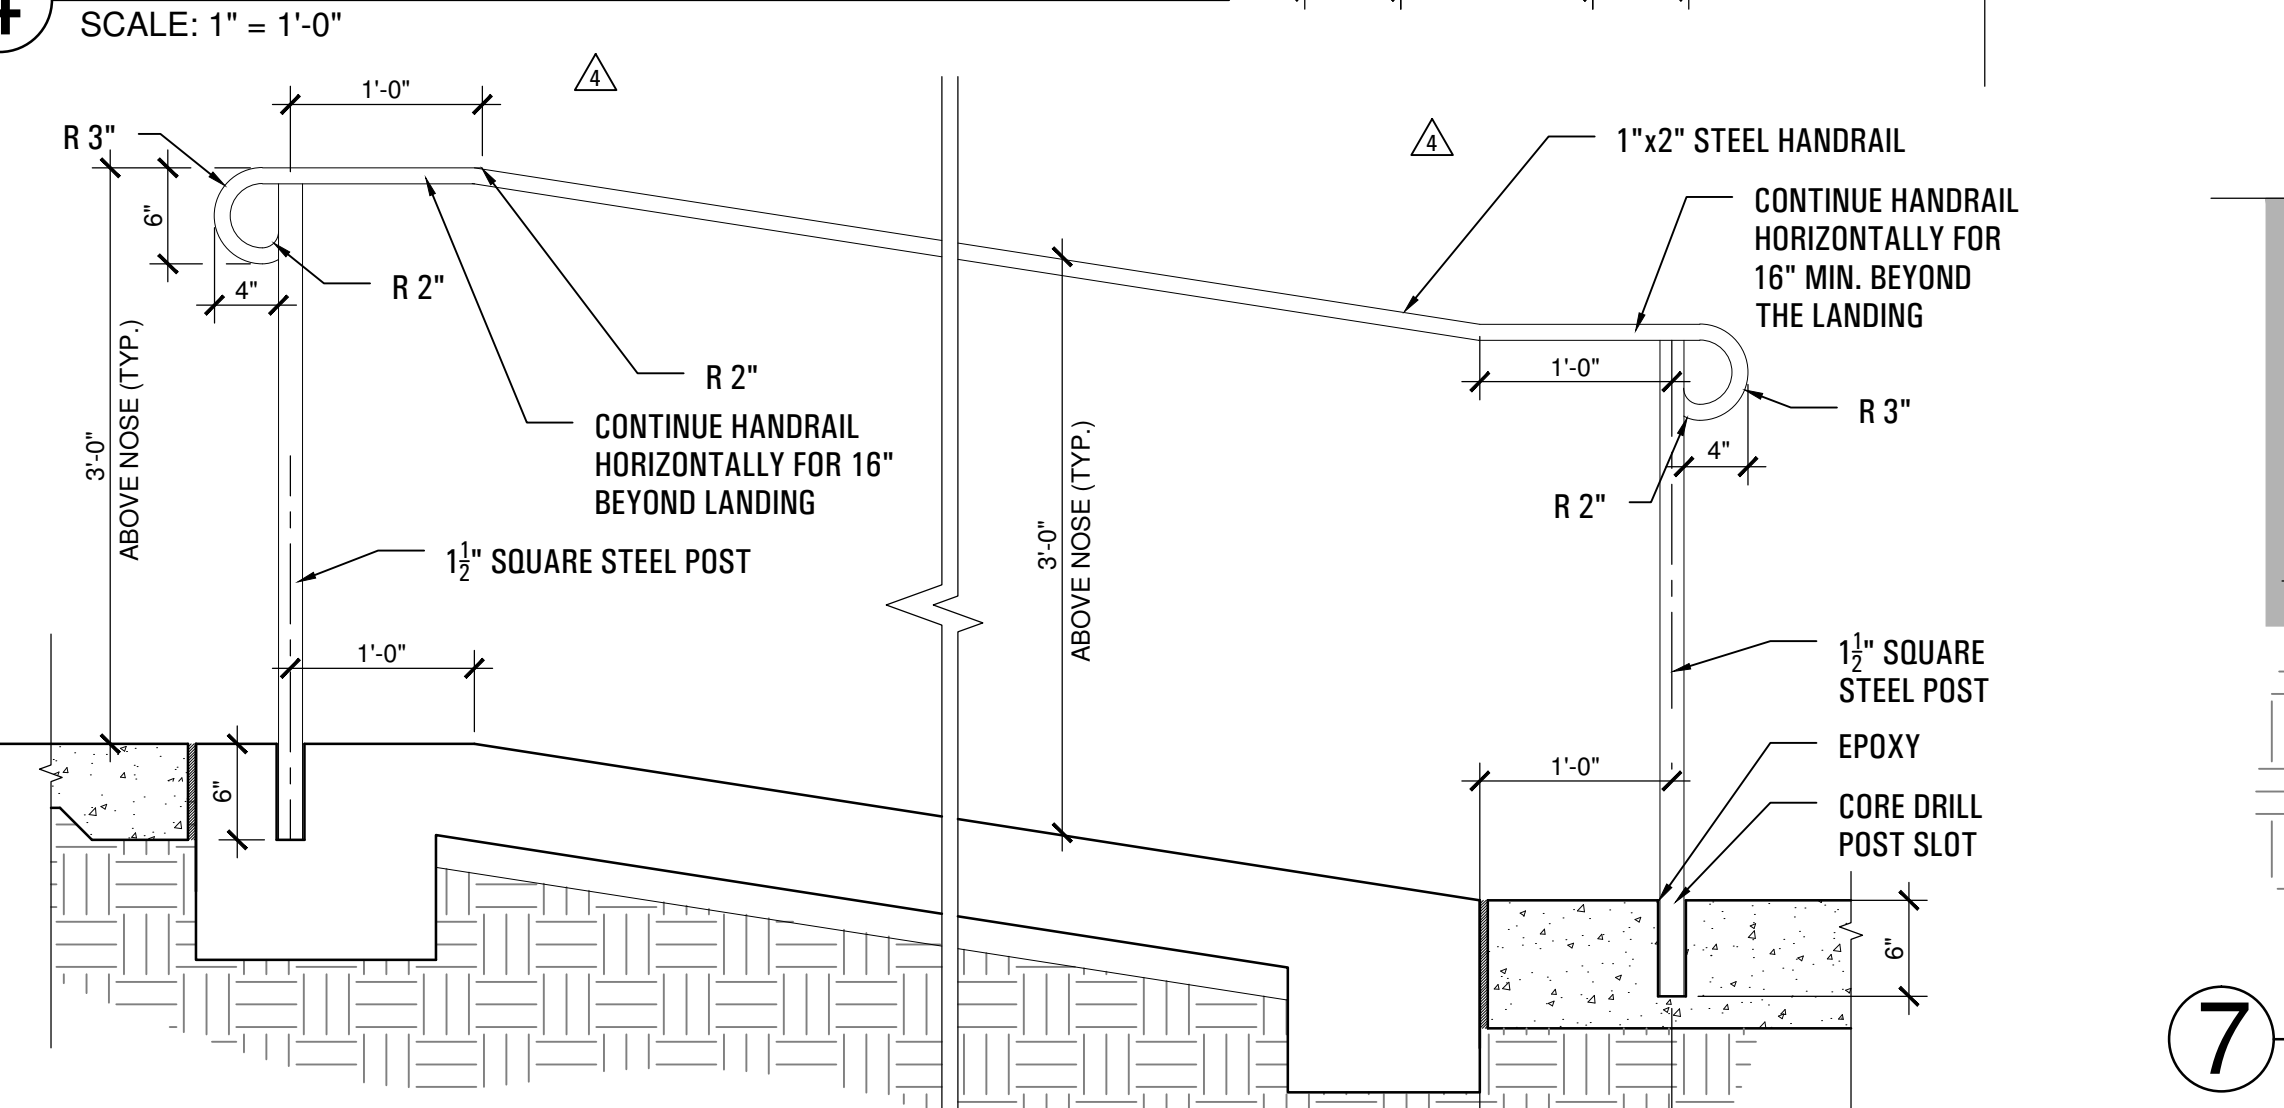 4
SCALE: 1" = 1'-0"
4
1'-0"
R 3"
6"
4"
R 2"
3'-0"
ABOVE NOSE (TYP.)
R 2"
CONTINUE HANDRAIL
HORIZONTALLY FOR 16"
BEYOND LANDING
1½" SQUARE STEEL POST
1'-0"
6"
3'-0"
ABOVE NOSE (TYP.)
4
1"x2" STEEL HANDRAIL
CONTINUE HANDRAIL
HORIZONTALLY FOR
16" MIN. BEYOND
THE LANDING
1'-0"
R 3"
4"
R 2"
1½" SQUARE
STEEL POST
EPOXY
1'-0"
CORE DRILL
POST SLOT
6"
7